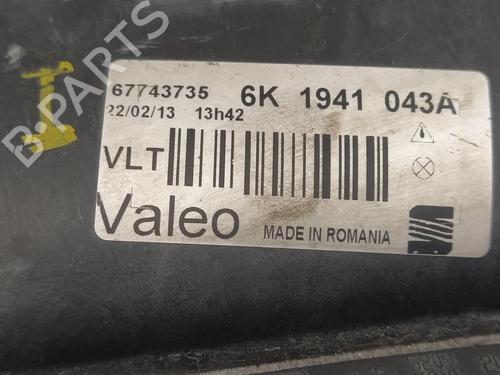 67743735 6K 1941 043A
22/02/13 13h42
VLT
Valeo MADE IN ROMANIA
B PARTS